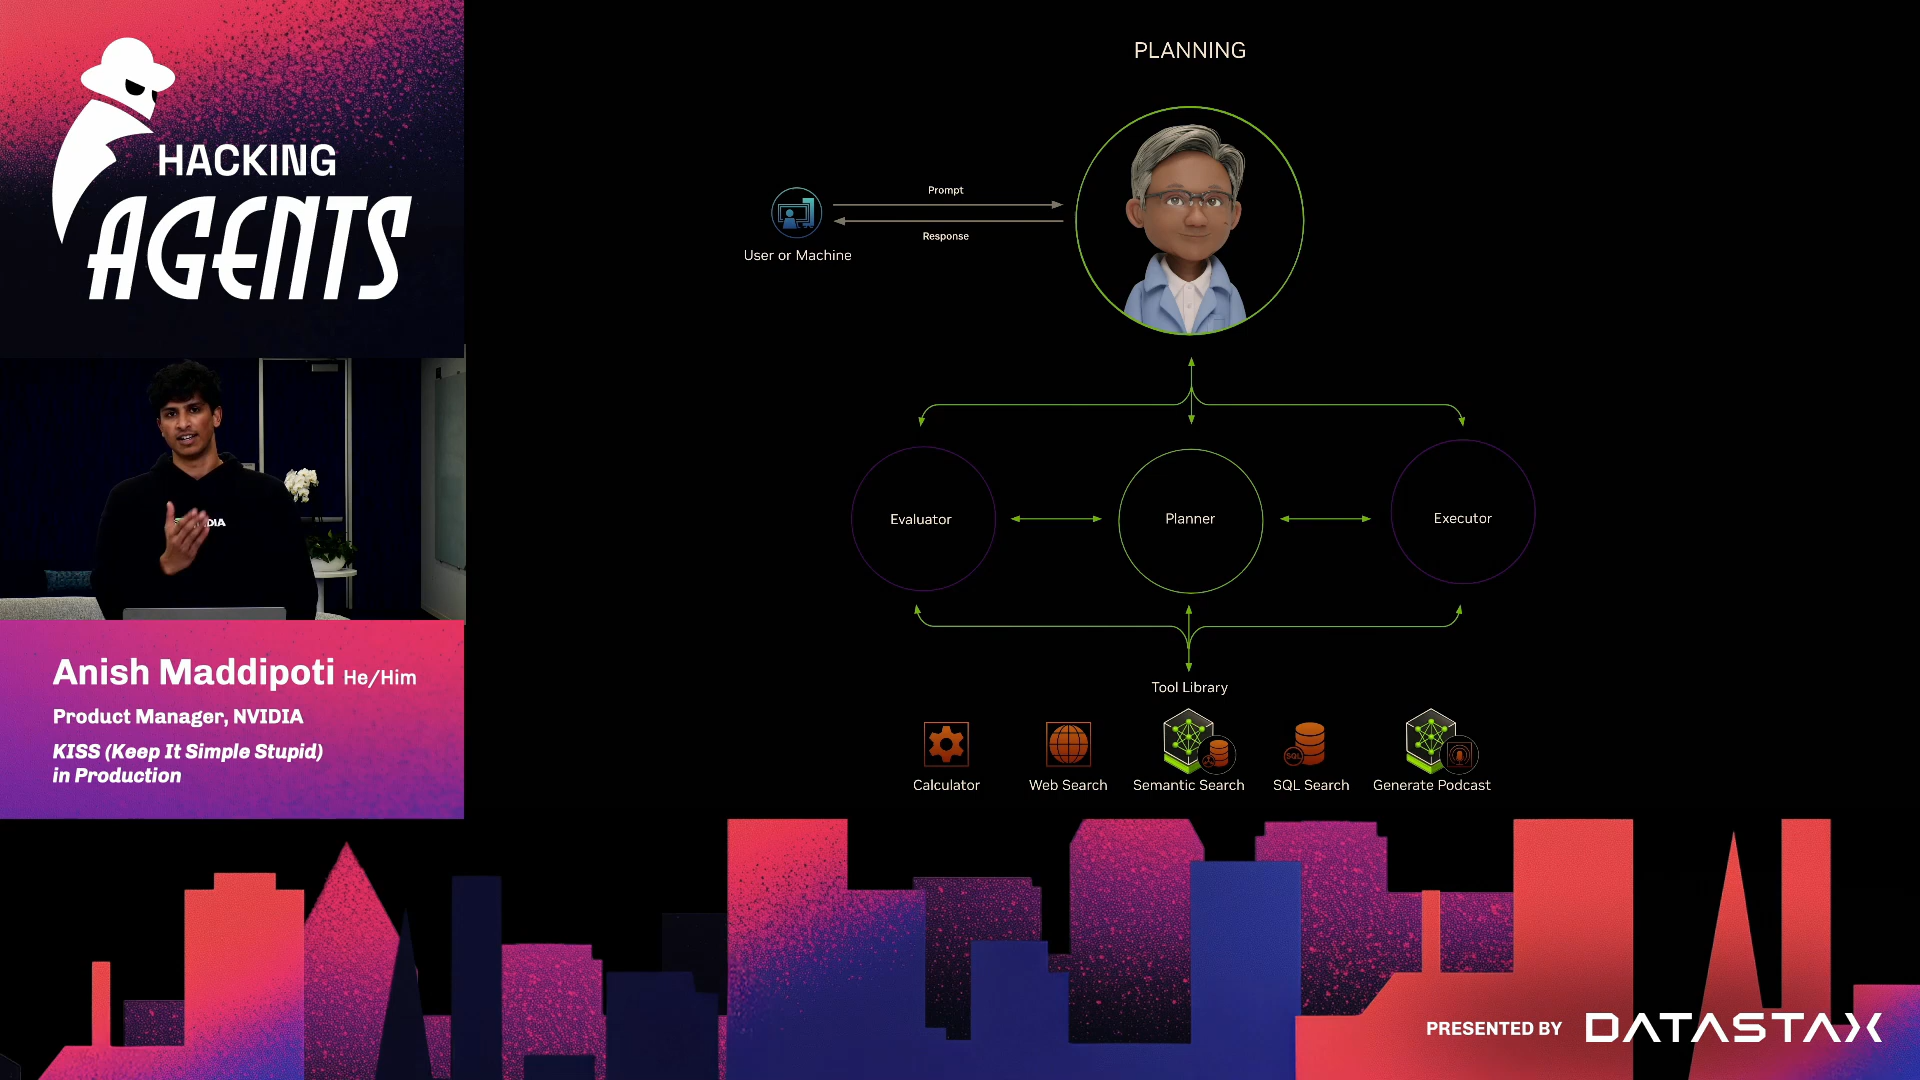 HACKING
AGENTS
Anish Maddipoti He/Him
Product Manager, NVIDIA
KISS (Keep It Simple Stupid)
in Production
PLANNING
Prompt
Response
User or Machine
Evaluator
Planner
Executor
Tool Library
Calculator
Web Search
Semantic Search
SQL
SQL Search
Generate Podcast
PRESENTED BY DATASTAX